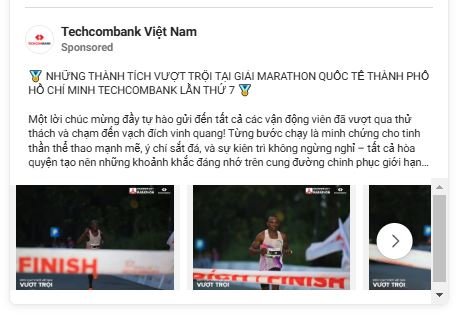 Techcombank Việt Nam
TECHCOMBANK
Sponsored
🏅 NHỮNG THÀNH TÍCH VƯỢT TRỘI TẠI GIẢI MARATHON QUỐC TẾ THÀNH PHỐ
HỒ CHÍ MINH TECHCOMBANK LẦN THỨ 7 🏅
Một lời chúc mừng đầy tự hào gửi đến tất cả các vận động viên đã vượt qua thử
thách và chạm đến vạch đích vinh quang! Từng bước chạy là minh chứng cho tinh
thần thể thao mạnh mẽ, ý chí sắt đá, và sự kiên trì không ngừng nghỉ – tất cả hòa
quyện tạo nên những khoảnh khắc đáng nhớ trên cung đường chinh phục giới hạn...
MARATHON
MARATHON
FINISH
FINISH
VƯỢT TRỘI
VƯỢT TRỘI
VƯỢT TRỘI